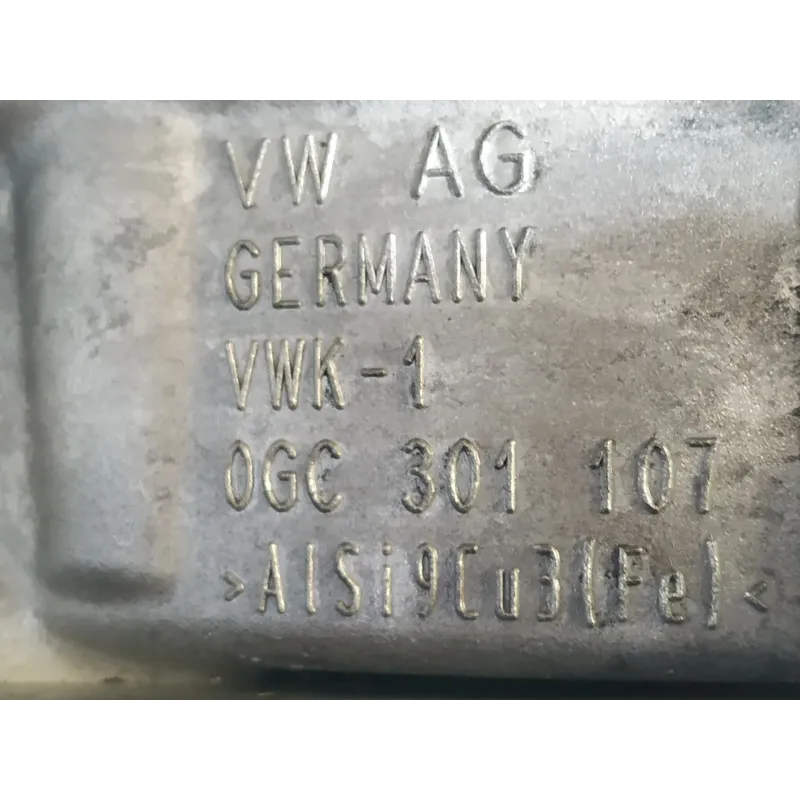 VW AG
GERMANY
VWK-1
0GC 301 107
>AlSi9Cu3(Fe)<